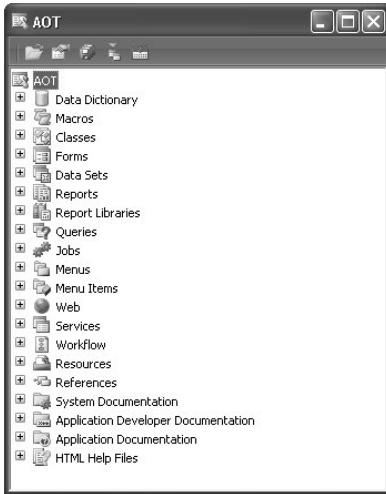 AOT
AOT
Data Dictionary
Macros
Classes
Forms
Data Sets
Reports
Report Libraries
Queries
Jobs
Menus
Menu Items
Web
Services
Workflow
Resources
References
System Documentation
Application Developer Documentation
Application Documentation
HTML Help Files